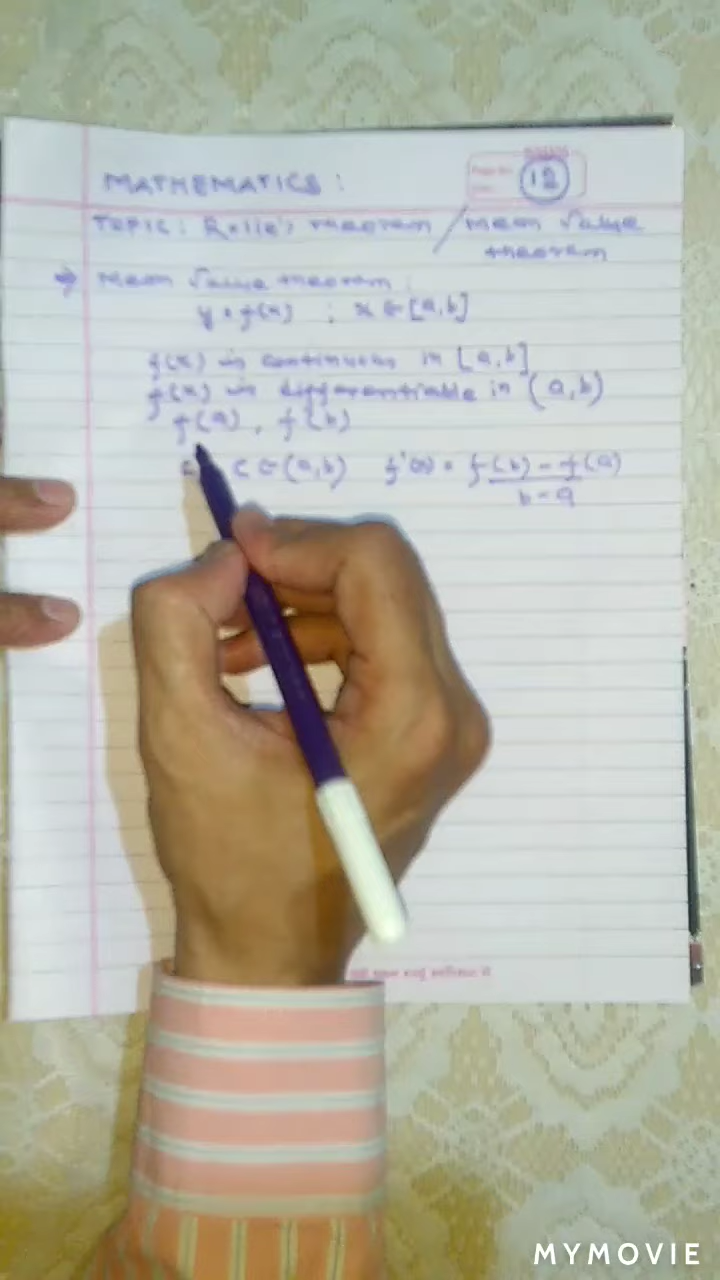 12
MATHEMATICS :
TOPIC : Rolle's theorem / Mean Value
theorem
⇒ Mean Value theorem :
y = f(x) ; x ∈ [a,b]
f(x) is continuous in [a,b]
f(x) is differentiable in (a,b)
f(a), f(b)
c ∈ (a,b) f'(x) = f(b) - f(a)
b - a
MYMOVIE